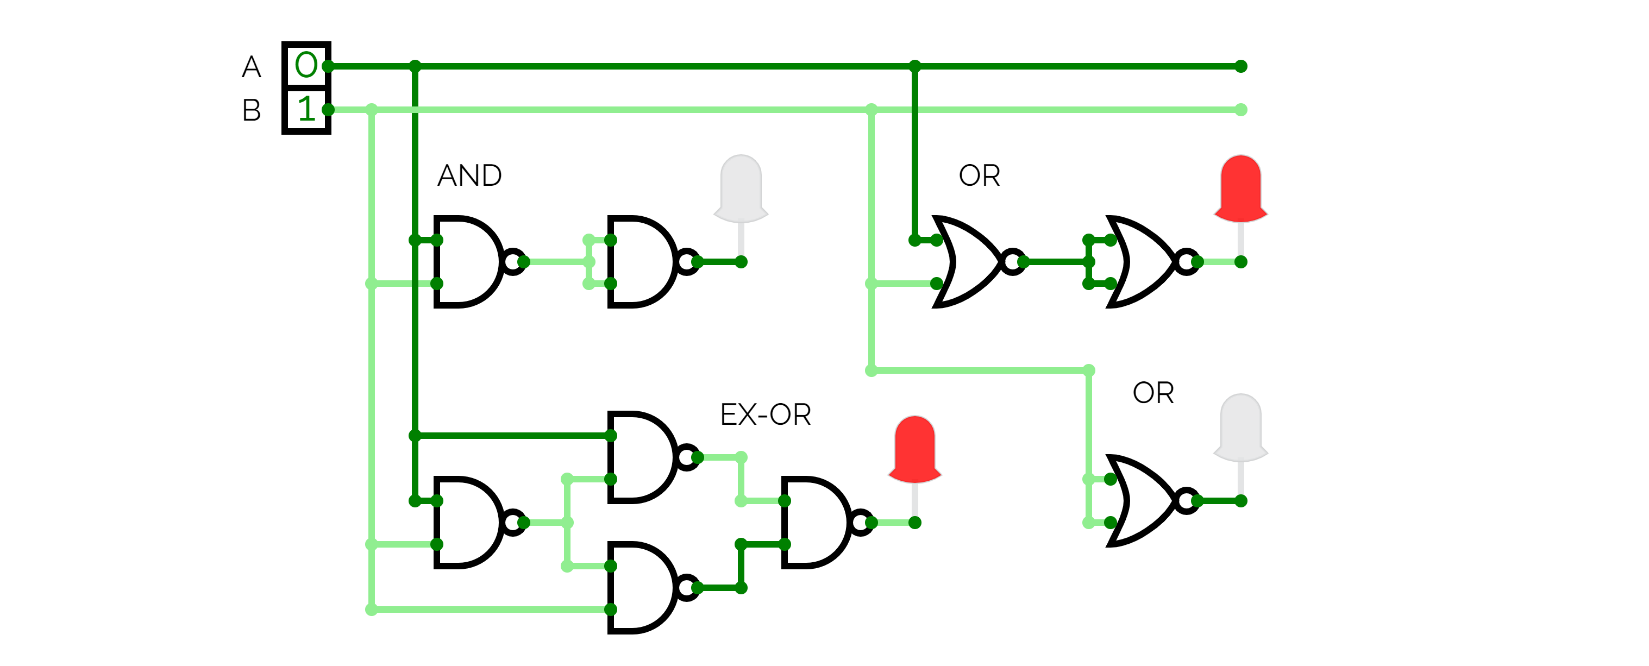 A 0
B 1
AND
OR
OR
EX-OR